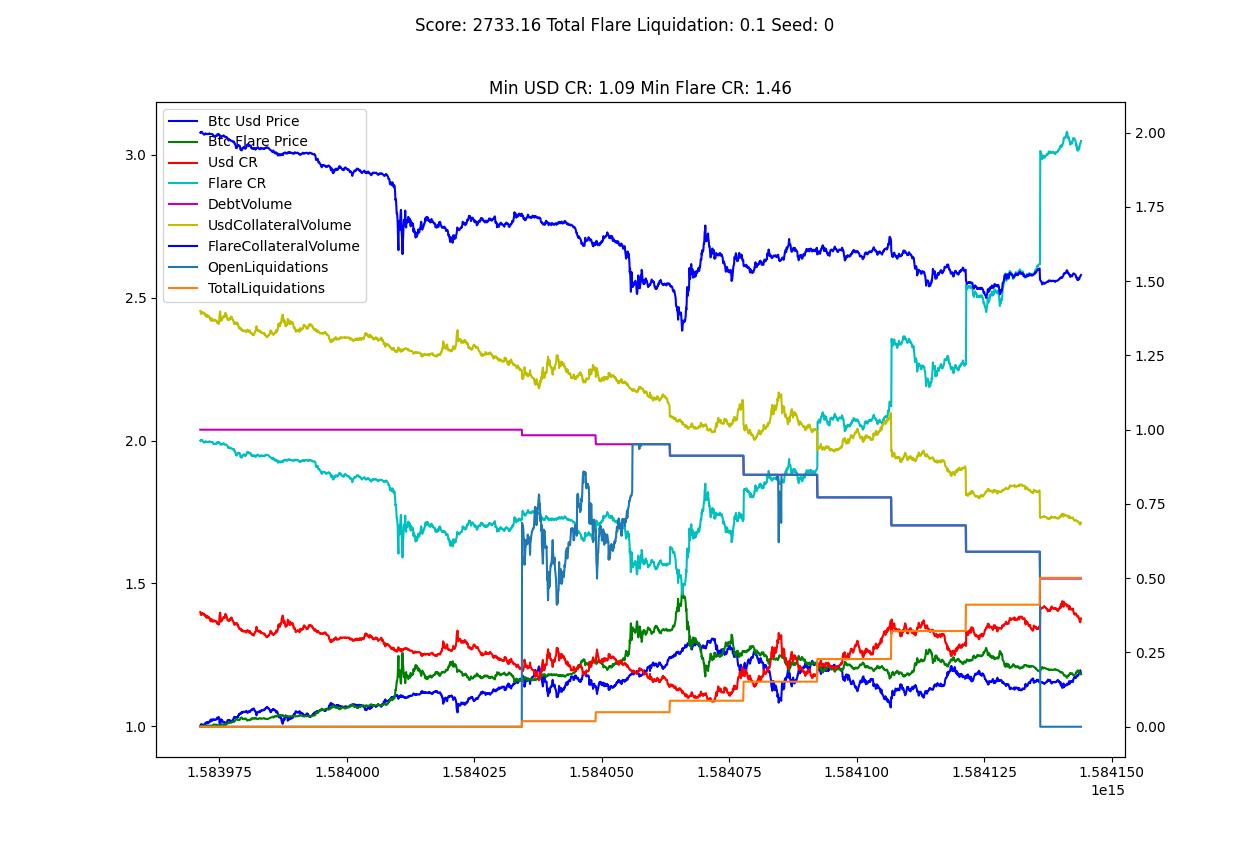 Score: 2733.16 Total Flare Liquidation: 0.1 Seed: 0
Min USD CR: 1.09 Min Flare CR: 1.46
Btc Usd Price
Btc Flare Price
Usd CR
Flare CR
DebtVolume
UsdCollateralVolume
FlareCollateralVolume
OpenLiquidations
TotalLiquidations
3.0
2.5
2.0
1.5
1.0
2.00
1.75
1.50
1.25
1.00
0.75
0.50
0.25
0.00
1.583975 1.584000 1.584025 1.584050 1.584075 1.584100 1.584125 1.584150
1e15